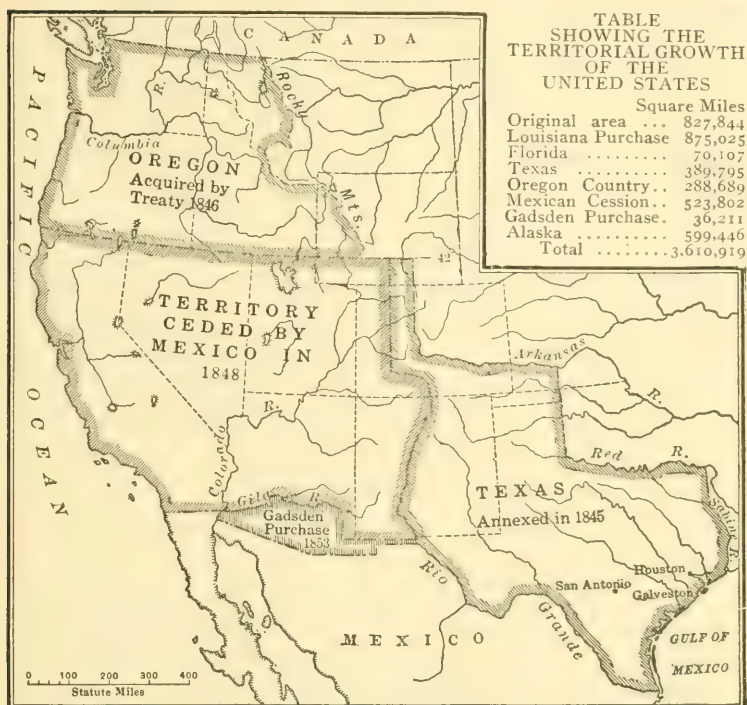 TABLE
SHOWING THE
TERRITORIAL GROWTH
OF THE
UNITED STATES
Square Miles
Original area ... 827,844
Louisiana Purchase 875,025
Florida ......... 70,107
Texas .......... 389,795
Oregon Country.. 288,689
Mexican Cession.. 523,802
Gadsden Purchase. 36,211
Alaska .......... 599,446
Total ........ 3,610,919
CANADA
PACIFIC
OCEAN
R.
Rocky
Mts.
Columbia
OREGON
Acquired by
Treaty 1846
42
TERRITORY
CEDED BY
MEXICO IN
1848
Arkansas
R.
R.
Colorado
Red R.
Gila R.
TEXAS
Annexed in 1845
Sabine R.
Gadsden
Purchase
1853
Houston
San Antonio
Galveston
Rio
Grande
MEXICO
GULF OF
MEXICO
0 100 200 300 400
Statute Miles